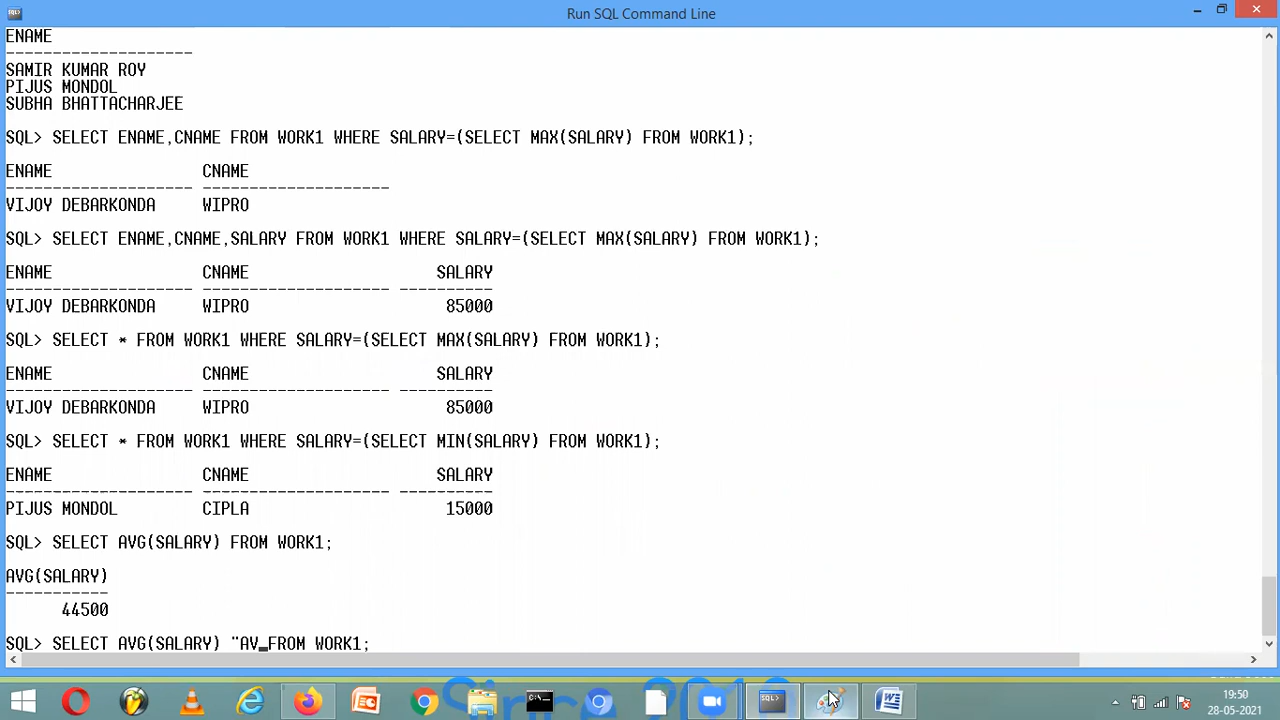 Run SQL Command Line
ENAME
--------------------
SAMIR KUMAR ROY
PIJUS MONDOL
SUBHA BHATTACHARJEE
SQL> SELECT ENAME,CNAME FROM WORK1 WHERE SALARY=(SELECT MAX(SALARY) FROM WORK1);
ENAME                CNAME
-------------------- --------------------
VIJOY DEBARKONDA     WIPRO
SQL> SELECT ENAME,CNAME,SALARY FROM WORK1 WHERE SALARY=(SELECT MAX(SALARY) FROM WORK1);
ENAME                CNAME                    SALARY
-------------------- -------------------- ----------
VIJOY DEBARKONDA     WIPRO                     85000
SQL> SELECT * FROM WORK1 WHERE SALARY=(SELECT MAX(SALARY) FROM WORK1);
ENAME                CNAME                    SALARY
-------------------- -------------------- ----------
VIJOY DEBARKONDA     WIPRO                     85000
SQL> SELECT * FROM WORK1 WHERE SALARY=(SELECT MIN(SALARY) FROM WORK1);
ENAME                CNAME                    SALARY
-------------------- -------------------- ----------
PIJUS MONDOL         CIPLA                     15000
SQL> SELECT AVG(SALARY) FROM WORK1;
AVG(SALARY)
-----------
      44500
SQL> SELECT AVG(SALARY) "AV_FROM WORK1;
Since 20
19:50
28-05-2021